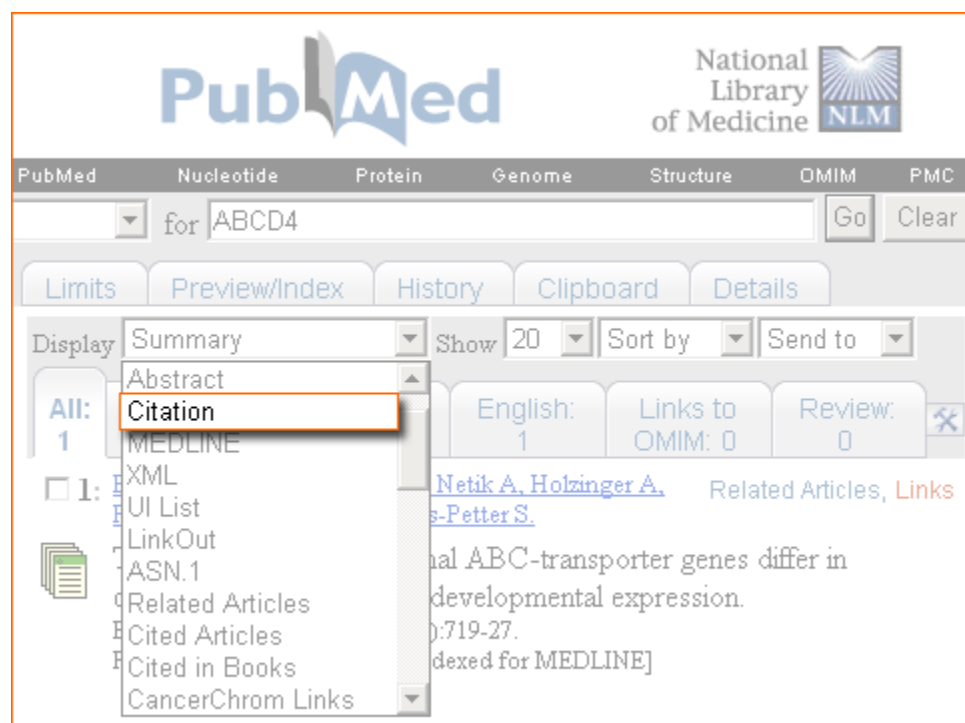 PubMed
National
Library
of Medicine NLM
PubMed Nucleotide Protein Genome Structure OMIM PMC
for ABCD4 Go Clear
Limits Preview/Index History Clipboard Details
Display Summary Show 20 Sort by Send to
Abstract
All: English: Links to Review:
Citation
1 1 OMIM: 0 0
MEDLINE
XML
1: Netik A, Holzinger A, Related Articles, Links
UI List
s-Petter S.
LinkOut
nal ABC-transporter genes differ in
ASN.1
Related Articles developmental expression.
Cited Articles ):719-27.
Cited in Books dexed for MEDLINE]
CancerChrom Links